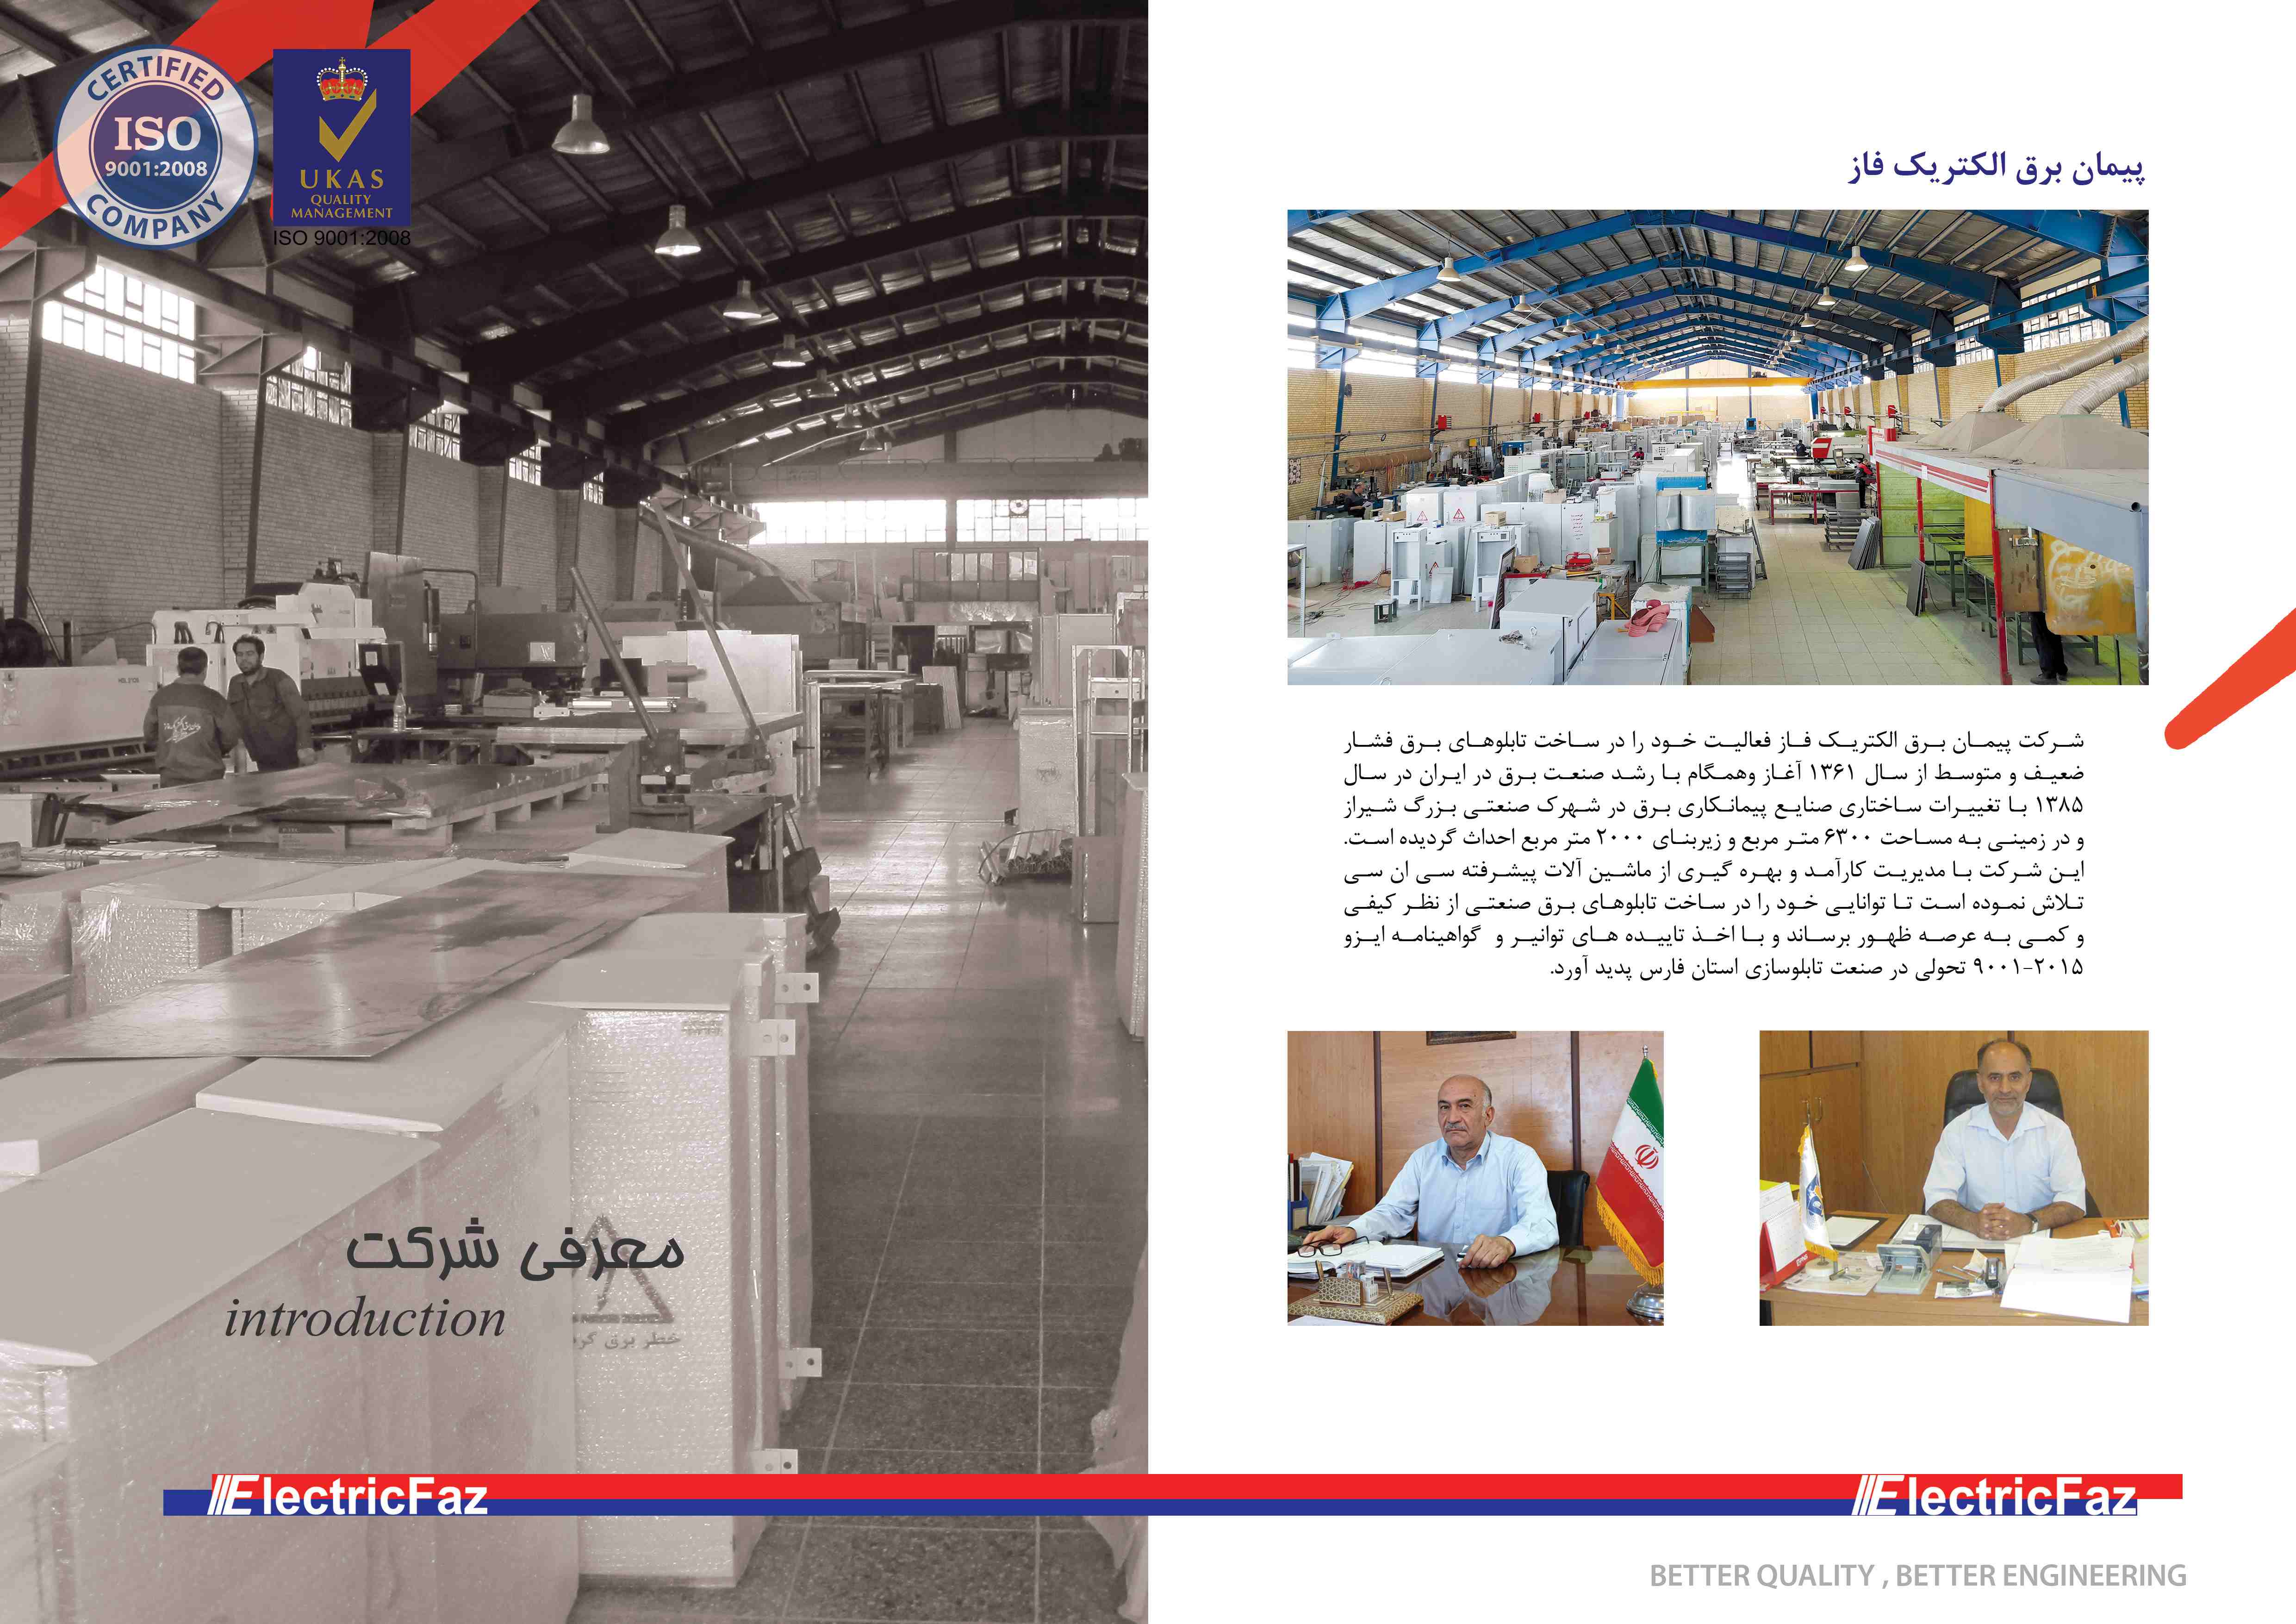 CERTIFIED
ISO
9001:2008
COMPANY
UKAS
QUALITY
MANAGEMENT
ISO 9001:2008
معرفی شرکت
introduction
خطر برق
ElectricFaz
پیمان برق الکتریک فاز
شرکت پیمان برق الکتریک فاز فعالیت خود را در ساخت تابلوهای برق فشار
ضعیف و متوسط از سال ۱۳۶۱ آغاز وهمگام با رشد صنعت برق در ایران در سال
۱۳۸۵ با تغییرات ساختاری صنایع پیمانکاری برق در شهرک صنعتی بزرگ شیراز
و در زمینی به مساحت ۶۳۰۰ متر مربع و زیربنای ۲۰۰۰ متر مربع احداث گردیده است.
این شرکت با مدیریت کارآمد و بهره گیری از ماشین آلات پیشرفته سی ان سی
تلاش نموده است تا توانایی خود را در ساخت تابلوهای برق صنعتی از نظر کیفی
و کمی به عرصه ظهور برساند و با اخذ تاییده های توانیر و گواهینامه ایزو
۹۰۰۱-۲۰۱۵ تحولی در صنعت تابلوسازی استان فارس پدید آورد.
ElectricFaz
BETTER QUALITY , BETTER ENGINEERING